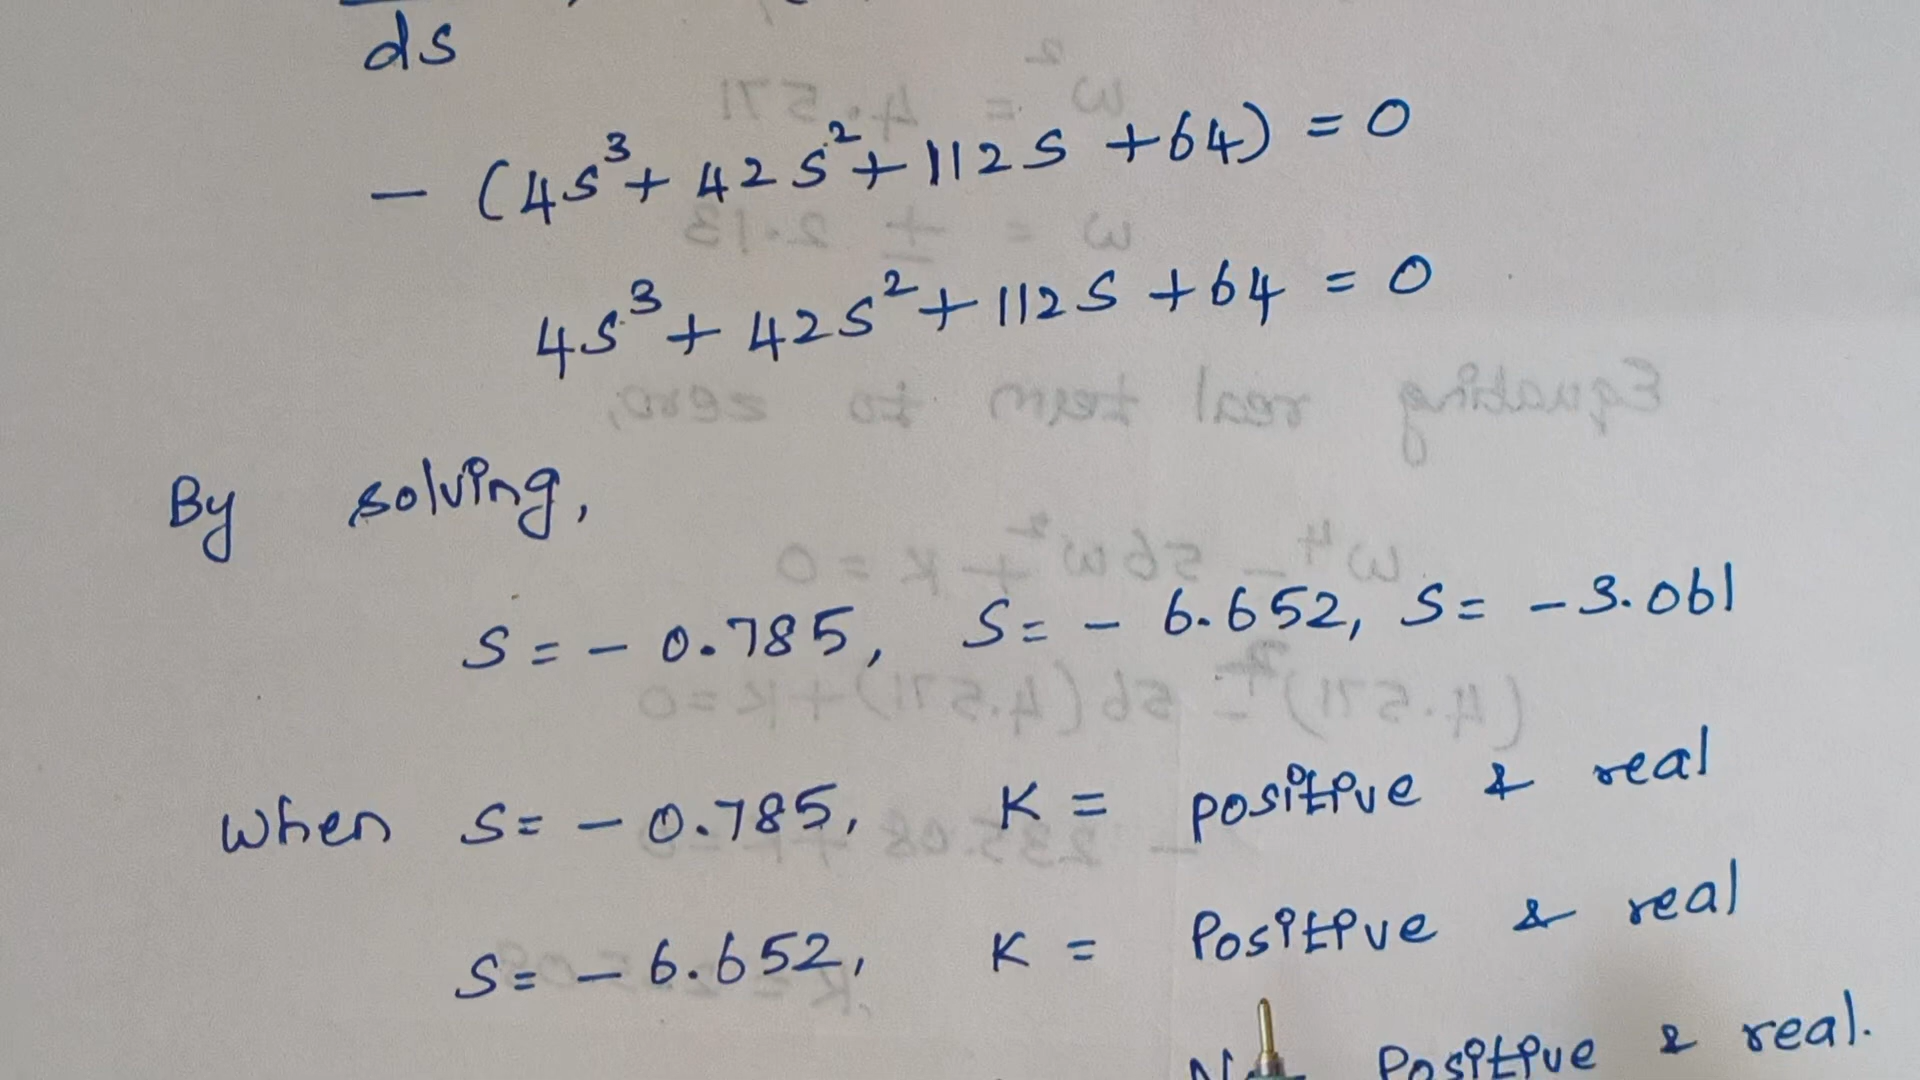 ds
- (4s³ + 42s² + 112s + 64) = 0
4s³ + 42s² + 112s + 64 = 0
By solving,
s = - 0.785, s = - 6.652, s = - 3.061
when s = - 0.785, K = positive & real
s = - 6.652, K = Positive & real
Positive & real.